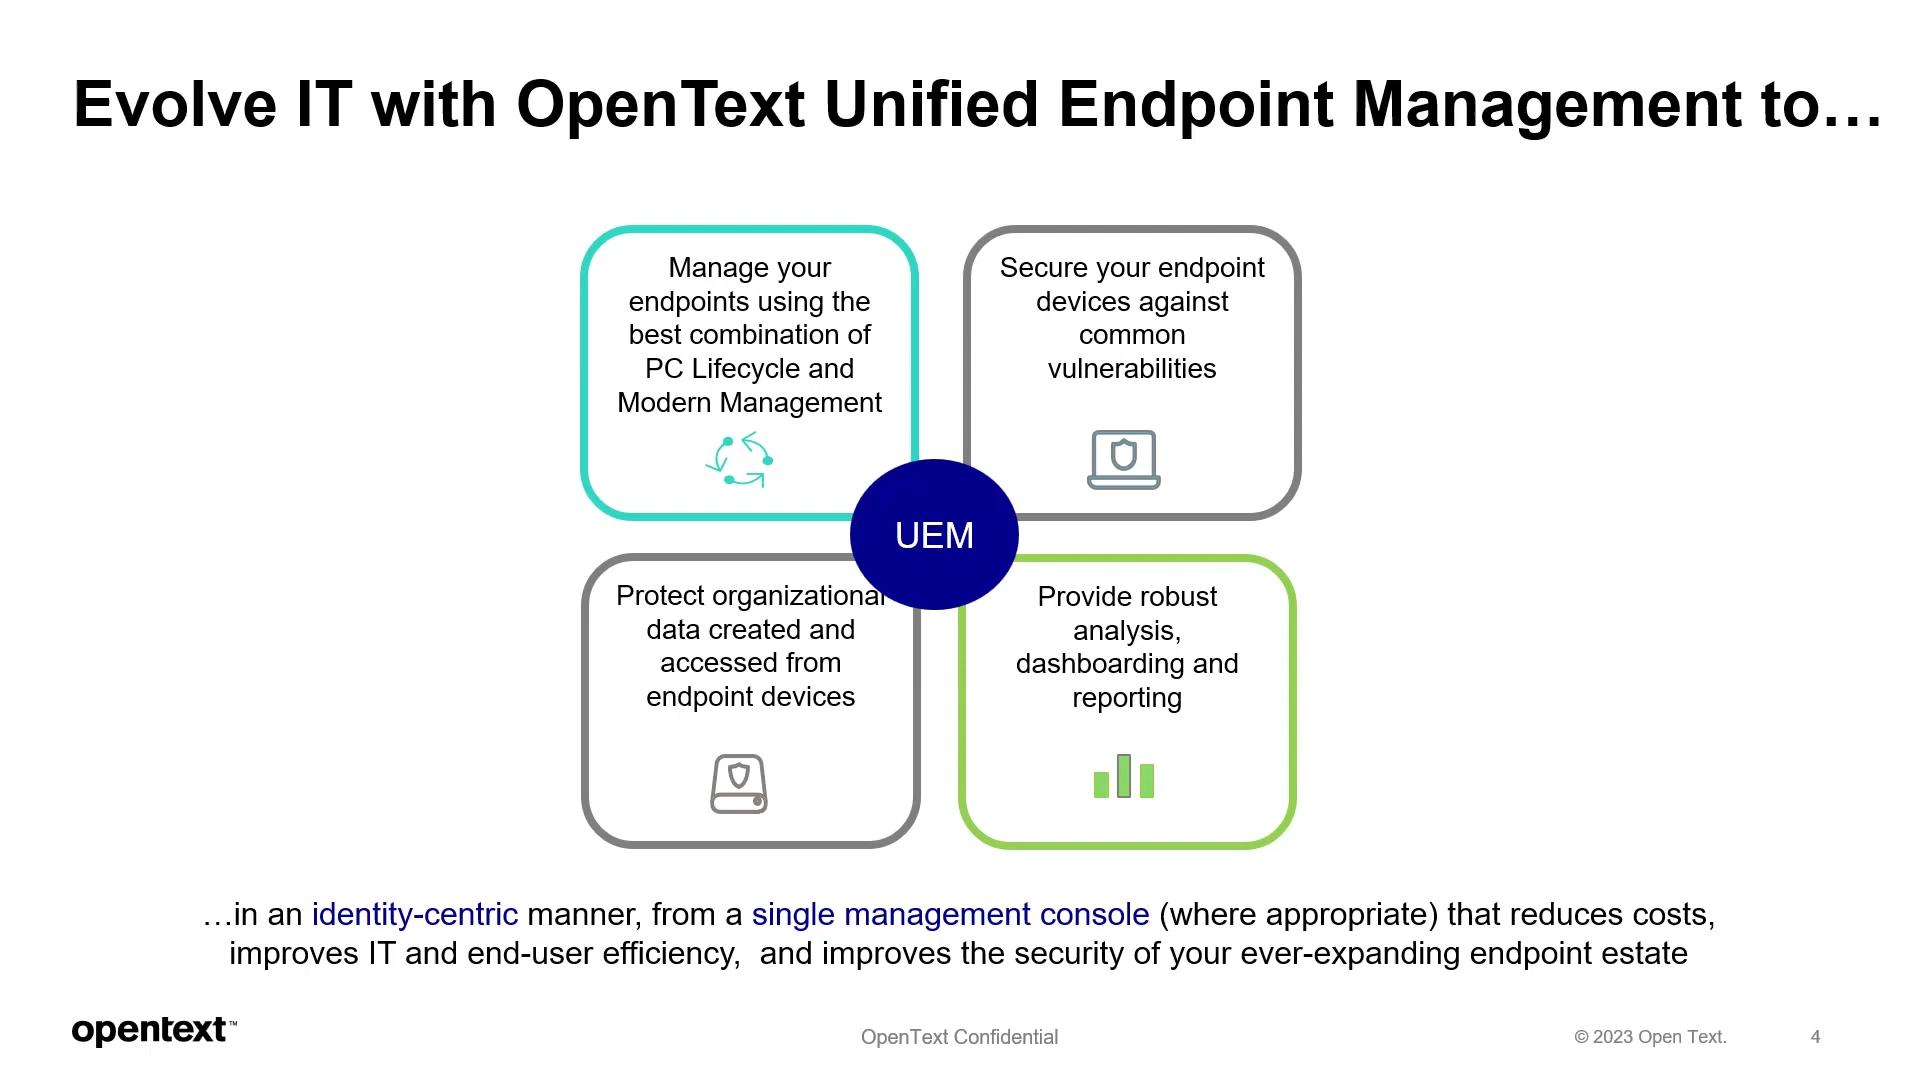 Evolve IT with OpenText Unified Endpoint Management to…
Manage your
endpoints using the
best combination of
PC Lifecycle and
Modern Management
Secure your endpoint
devices against
common
vulnerabilities
UEM
Protect organizational
data created and
accessed from
endpoint devices
Provide robust
analysis,
dashboarding and
reporting
…in an identity-centric manner, from a single management console (where appropriate) that reduces costs,
improves IT and end-user efficiency,  and improves the security of your ever-expanding endpoint estate
opentext™
OpenText Confidential
© 2023 Open Text.
4